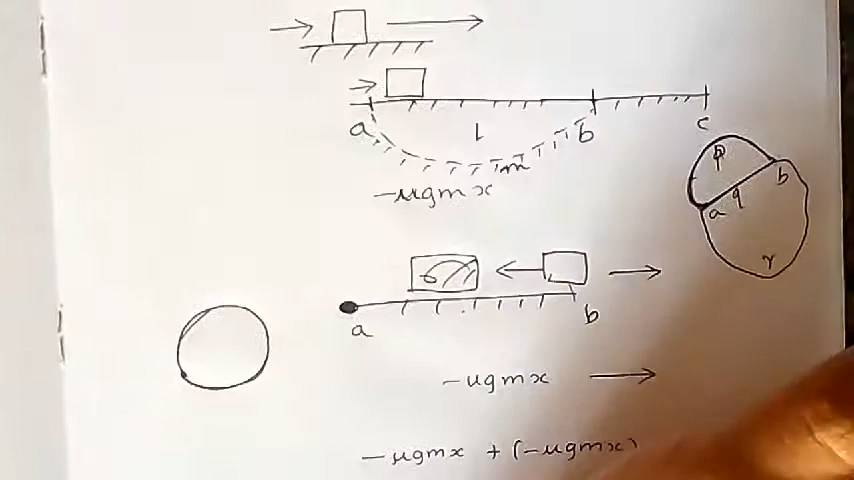 a l b c
m
-μgmx
p
a q b
r
a b
-μgmx
-μgmx + (-μgmx)